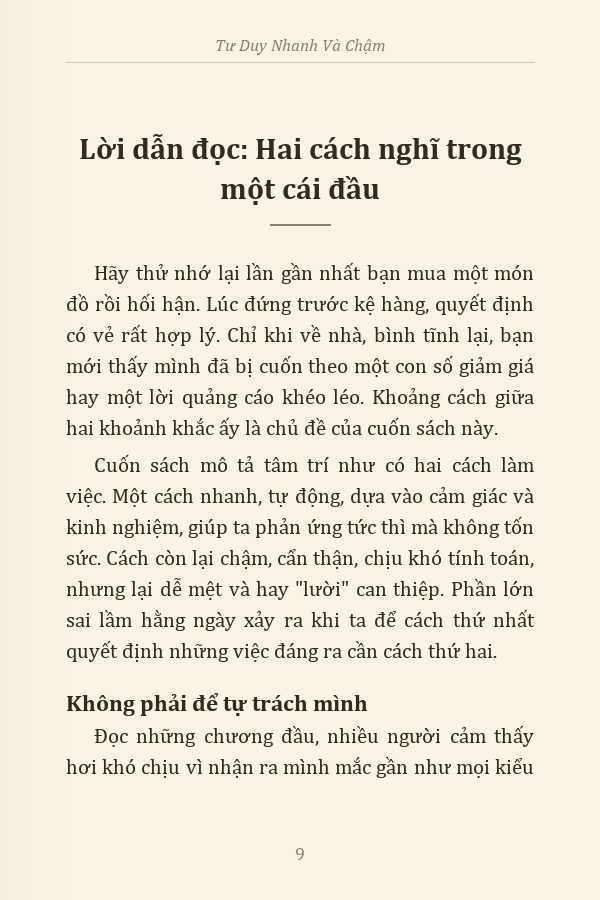 Tư Duy Nhanh Và Chậm
Lời dẫn đọc: Hai cách nghĩ trong
một cái đầu
Hãy thử nhớ lại lần gần nhất bạn mua một món
đồ rồi hối hận. Lúc đứng trước kệ hàng, quyết định
có vẻ rất hợp lý. Chỉ khi về nhà, bình tĩnh lại, bạn
mới thấy mình đã bị cuốn theo một con số giảm giá
hay một lời quảng cáo khéo léo. Khoảng cách giữa
hai khoảnh khắc ấy là chủ đề của cuốn sách này.
Cuốn sách mô tả tâm trí như có hai cách làm
việc. Một cách nhanh, tự động, dựa vào cảm giác và
kinh nghiệm, giúp ta phản ứng tức thì mà không tốn
sức. Cách còn lại chậm, cẩn thận, chịu khó tính toán,
nhưng lại dễ mệt và hay "lười" can thiệp. Phần lớn
sai lầm hằng ngày xảy ra khi ta để cách thứ nhất
quyết định những việc đáng ra cần cách thứ hai.
Không phải để tự trách mình
Đọc những chương đầu, nhiều người cảm thấy
hơi khó chịu vì nhận ra mình mắc gần như mọi kiểu
9